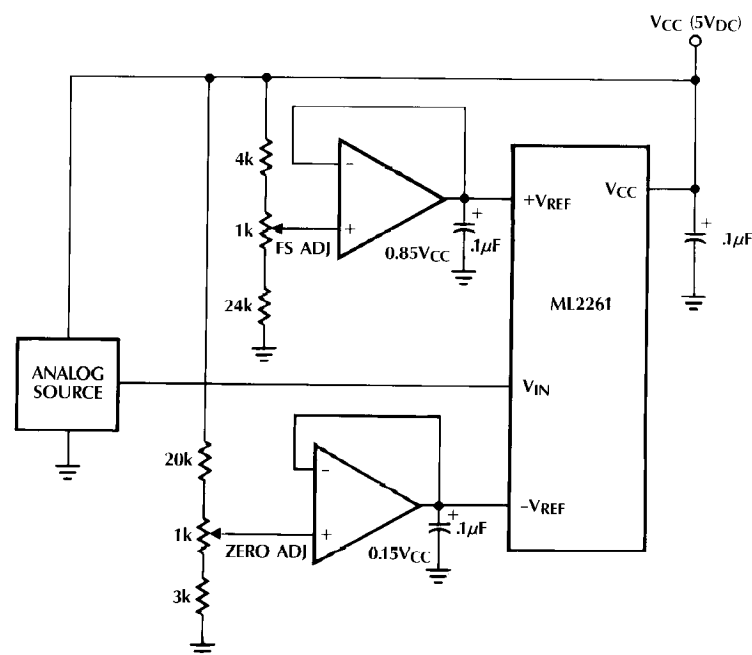 VCC (5VDC)
4k
−
+VREF
VCC
1k
+
+
+
FS ADJ
0.85VCC
.1μF
.1μF
24k
ML2261
ANALOG
SOURCE
VIN
20k
−
+
−VREF
1k
+
ZERO ADJ
0.15VCC
.1μF
3k